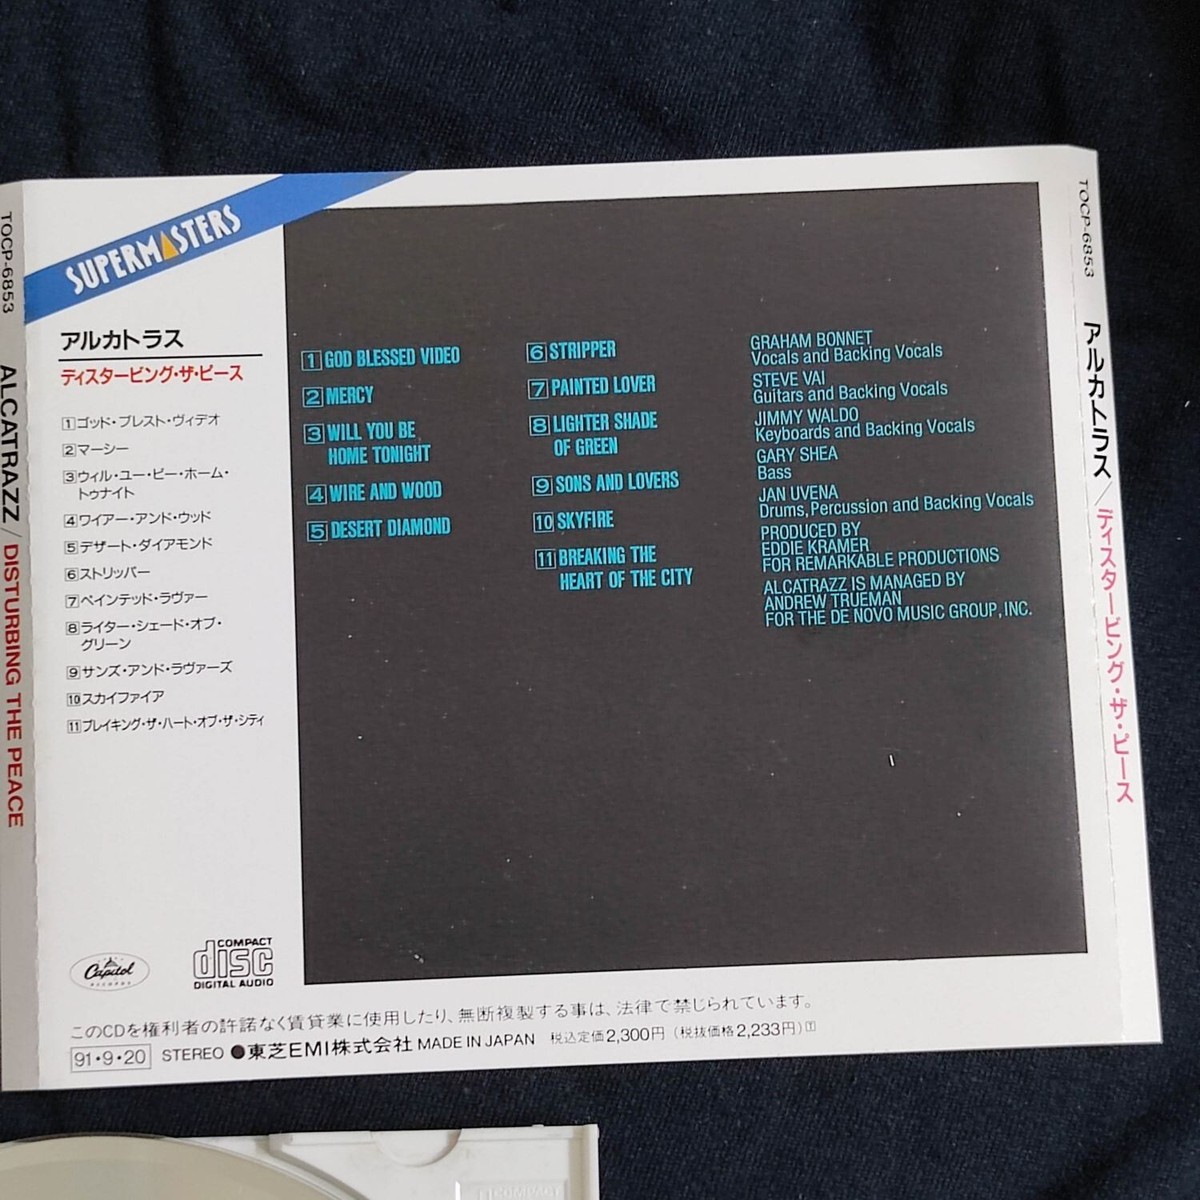 TOCP-6853
ALCATRAZZ/DISTURBING THE PEACE
SUPERMASTERS
アルカトラス
ディスタービング・ザ・ピース
1 ゴッド・ブレスト・ヴィデオ
2 マーシー
3 ウィル・ユー・ビー・ホーム・
トゥナイト
4 ワイアー・アンド・ウッド
5 デザート・ダイアモンド
6 ストリッパー
7 ペインテッド・ラヴァー
8 ライター・シェード・オブ・
グリーン
9 サンズ・アンド・ラヴァーズ
10 スカイファイア
11 ブレイキング・ザ・ハート・オブ・ザ・シティ
1 GOD BLESSED VIDEO
2 MERCY
3 WILL YOU BE
HOME TONIGHT
4 WIRE AND WOOD
5 DESERT DIAMOND
6 STRIPPER
7 PAINTED LOVER
8 LIGHTER SHADE
OF GREEN
9 SONS AND LOVERS
10 SKYFIRE
11 BREAKING THE
HEART OF THE CITY
GRAHAM BONNET
Vocals and Backing Vocals
STEVE VAI
Guitars and Backing Vocals
JIMMY WALDO
Keyboards and Backing Vocals
GARY SHEA
Bass
JAN UVENA
Drums, Percussion and Backing Vocals
PRODUCED BY
EDDIE KRAMER
FOR REMARKABLE PRODUCTIONS
ALCATRAZZ IS MANAGED BY
ANDREW TRUEMAN
FOR THE DE NOVO MUSIC GROUP, INC.
TOCP-6853
アルカトラス/ディスタービング・ザ・ピース
Capitol
RECORDS
COMPACT
disc
DIGITAL AUDIO
このCDを権利者の許諾なく賃貸業に使用したり、無断複製する事は、法律で禁じられています。
91・9・20 STEREO ●東芝EMI株式会社 MADE IN JAPAN 税込定価2,300円(税抜価格2,233円)
COMPACT